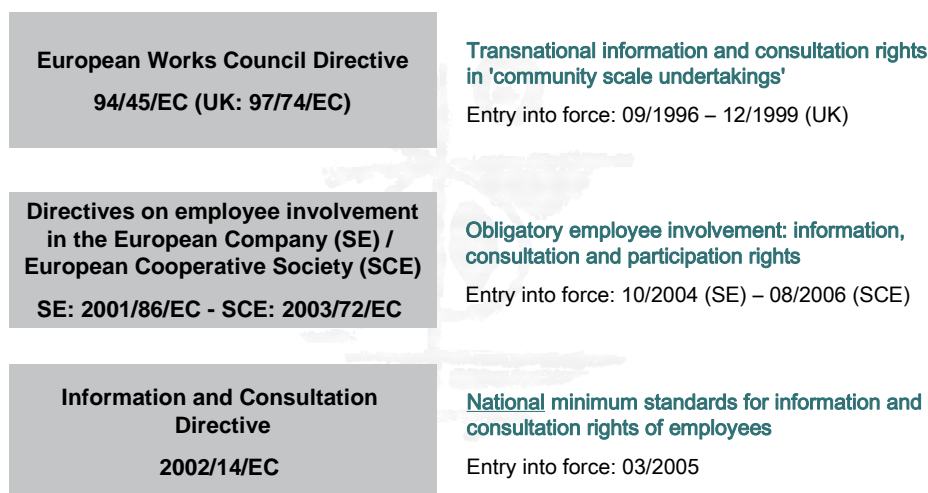 European Works Council Directive
94/45/EC (UK: 97/74/EC)
Transnational information and consultation rights
in 'community scale undertakings'
Entry into force: 09/1996 – 12/1999 (UK)
Directives on employee involvement
in the European Company (SE) /
European Cooperative Society (SCE)
SE: 2001/86/EC - SCE: 2003/72/EC
Obligatory employee involvement: information,
consultation and participation rights
Entry into force: 10/2004 (SE) – 08/2006 (SCE)
Information and Consultation
Directive
2002/14/EC
National minimum standards for information and
consultation rights of employees
Entry into force: 03/2005